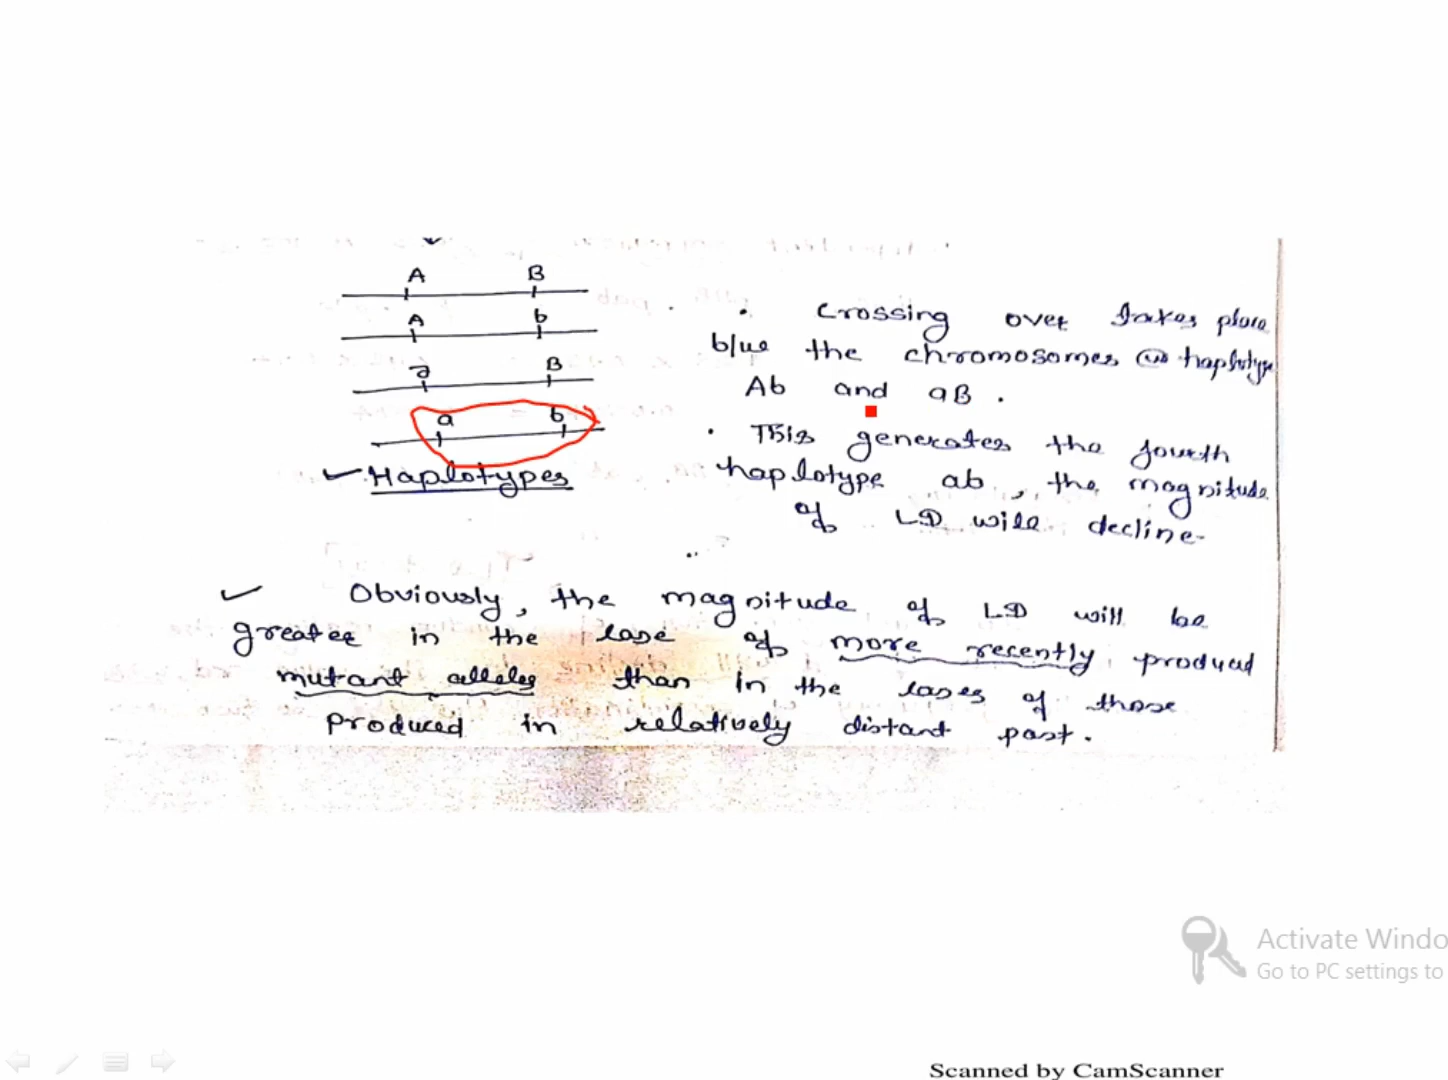 A B
A b
a B
a b
Haplotypes
• Crossing over takes place
b/w the chromosomes haplotype
Ab and aB.
• This generates the fourth
haplotype ab, the magnitude
of LD will decline-
Obviously, the magnitude of LD will be
greater in the case of more recently produced
mutant alleles than in the cases of those
produced in relatively distant past.
Activate Windo
Go to PC settings to
Scanned by CamScanner